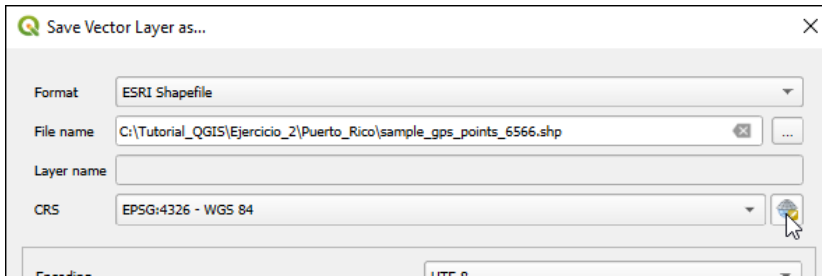 Save Vector Layer as...
Format ESRI Shapefile
File name C:\Tutorial_QGIS\Ejercicio_2\Puerto_Rico\sample_gps_points_6566.shp ...
Layer name
CRS EPSG:4326 - WGS 84
Encoding UTF-8